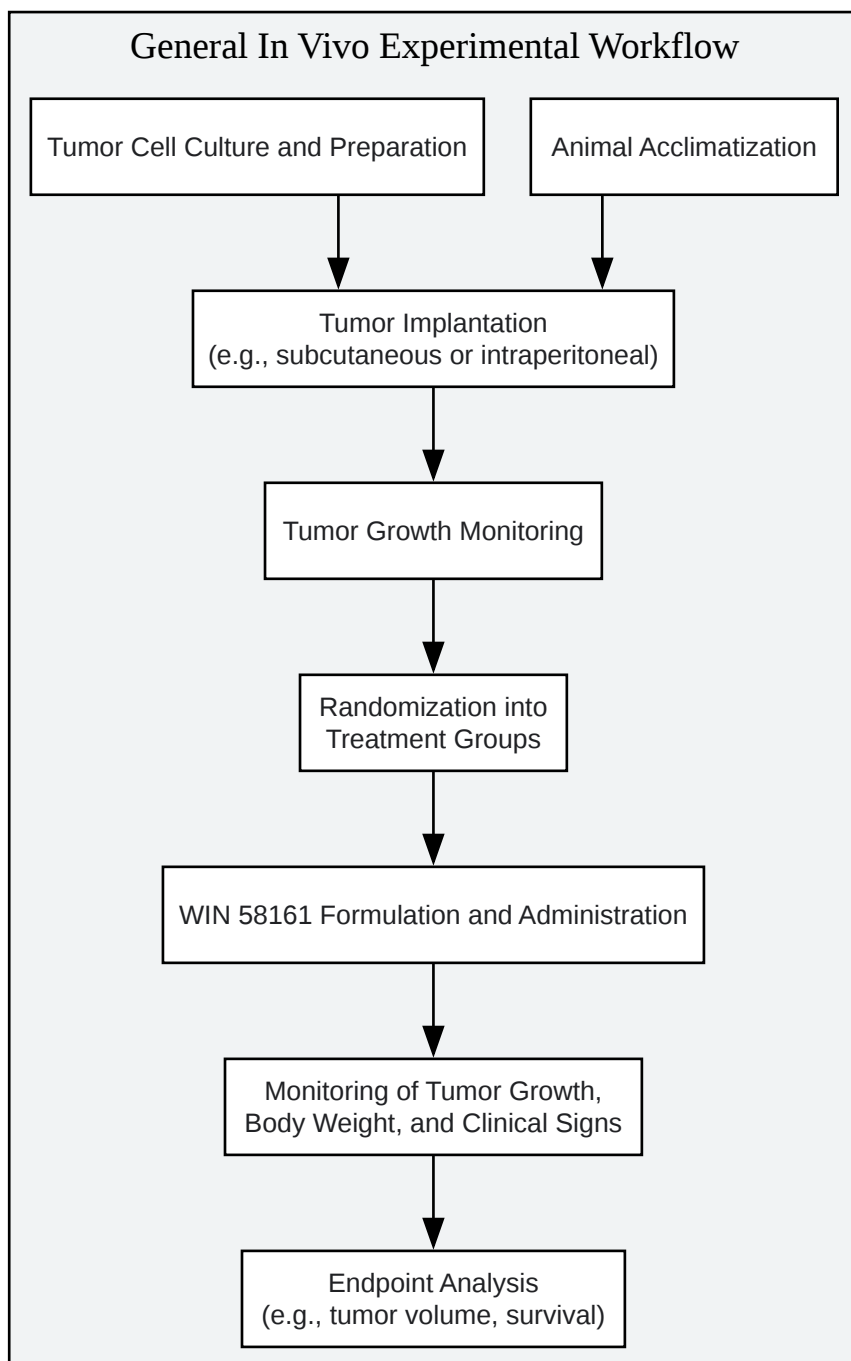 General In Vivo Experimental Workflow
Tumor Cell Culture and Preparation
Animal Acclimatization
Tumor Implantation
(e.g., subcutaneous or intraperitoneal)
Tumor Growth Monitoring
Randomization into
Treatment Groups
WIN 58161 Formulation and Administration
Monitoring of Tumor Growth,
Body Weight, and Clinical Signs
Endpoint Analysis
(e.g., tumor volume, survival)